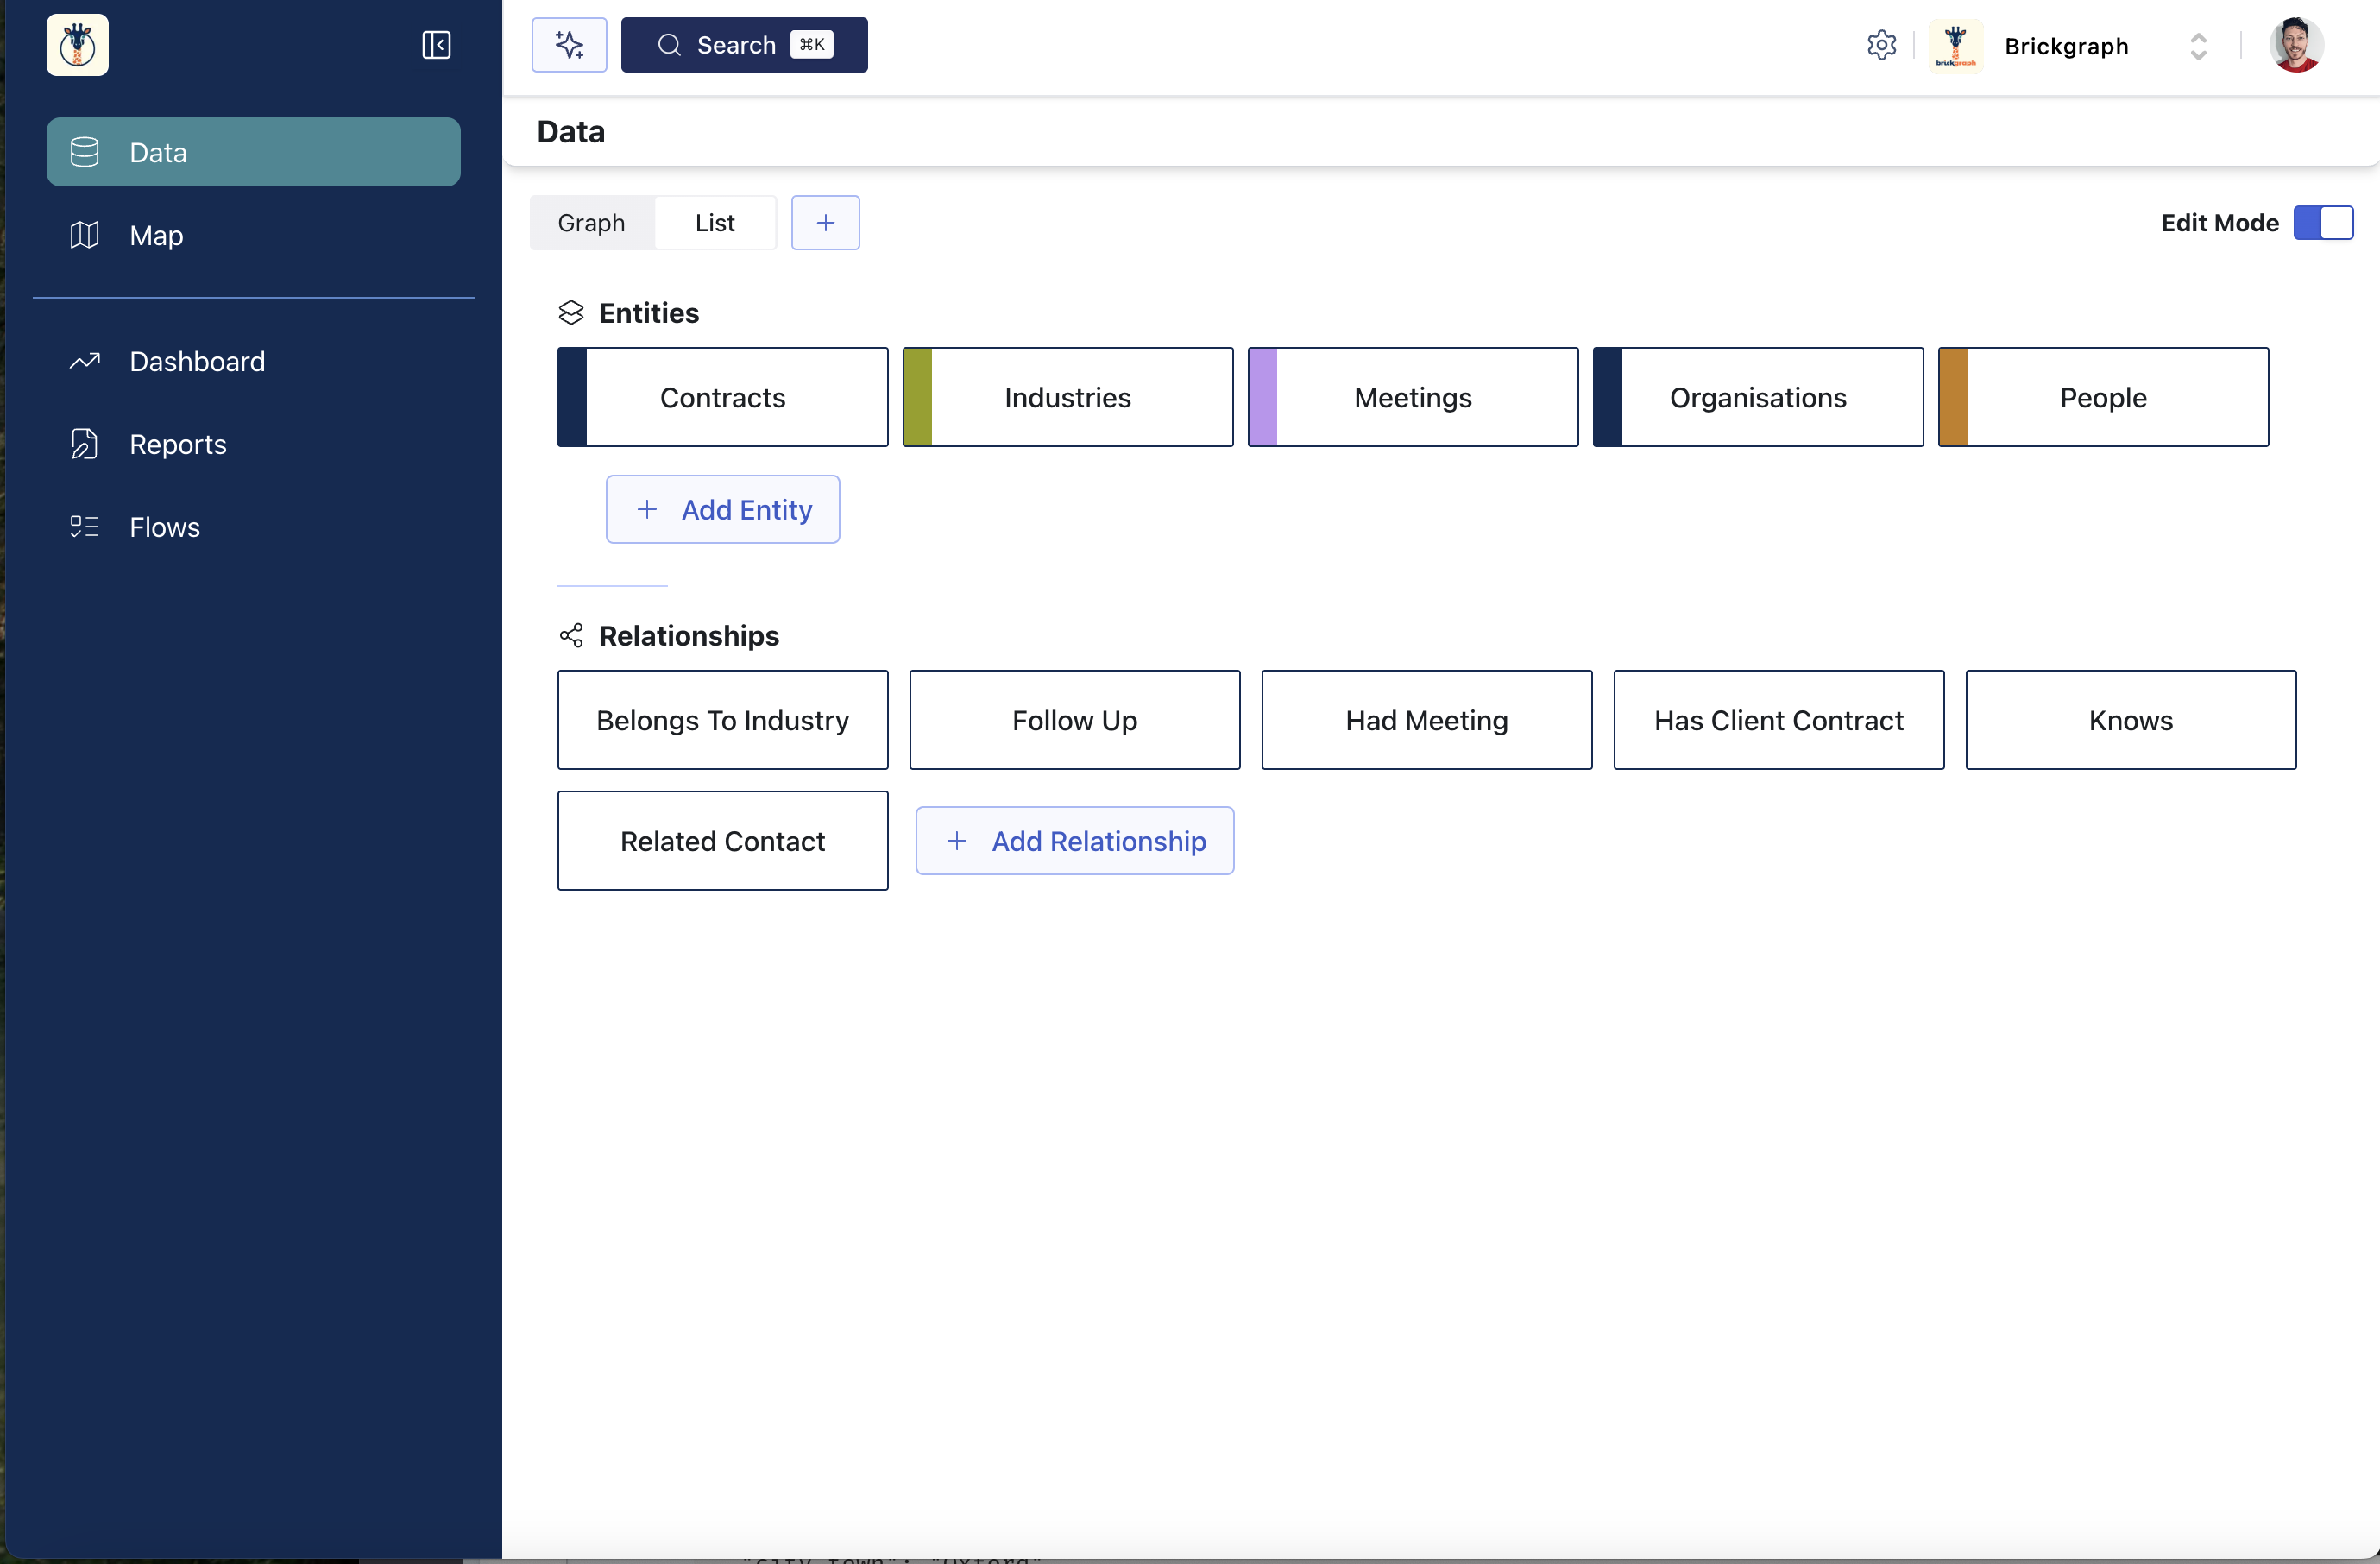 Search ⌘K
brickgraph
Brickgraph
Data
Map
Dashboard
Reports
Flows
Data
Graph
List
Edit Mode
Entities
Contracts
Industries
Meetings
Organisations
People
Add Entity
Relationships
Belongs To Industry
Follow Up
Had Meeting
Has Client Contract
Knows
Related Contact
Add Relationship